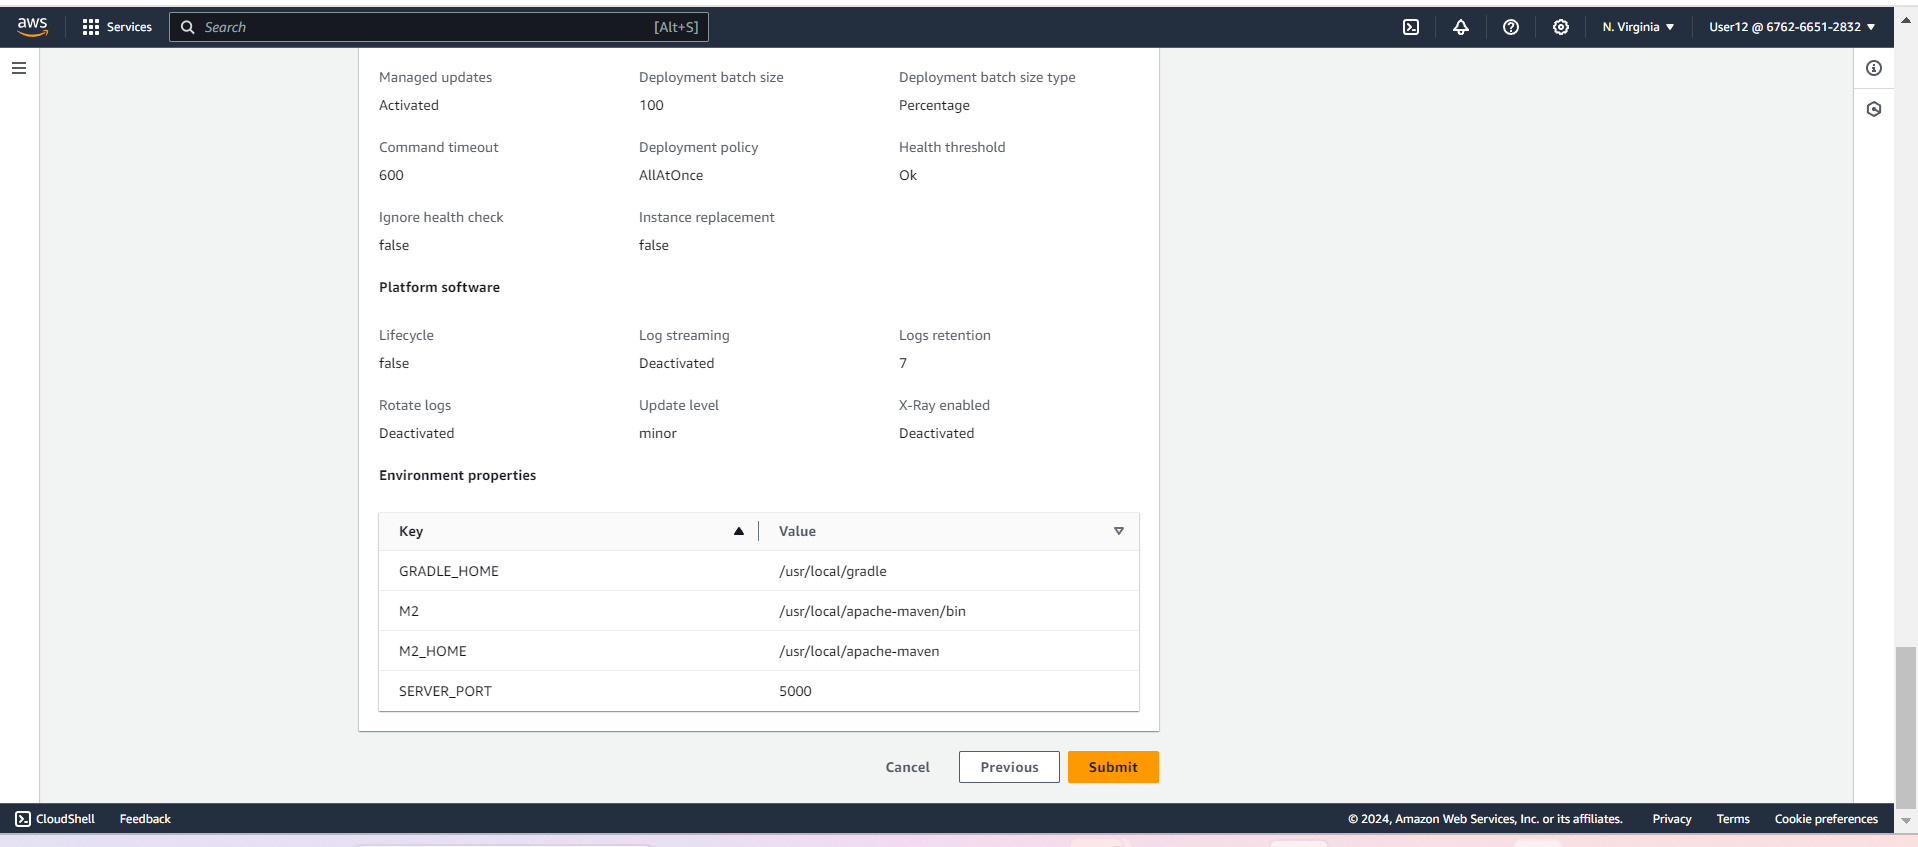 aws Services Search [Alt+S] N. Virginia User12 @ 6762-6651-2832
Managed updates Deployment batch size Deployment batch size type
Activated 100 Percentage
Command timeout Deployment policy Health threshold
600 AllAtOnce Ok
Ignore health check Instance replacement
false false
Platform software
Lifecycle Log streaming Logs retention
false Deactivated 7
Rotate logs Update level X-Ray enabled
Deactivated minor Deactivated
Environment properties
Key Value
GRADLE_HOME /usr/local/gradle
M2 /usr/local/apache-maven/bin
M2_HOME /usr/local/apache-maven
SERVER_PORT 5000
Cancel Previous Submit
CloudShell Feedback © 2024, Amazon Web Services, Inc. or its affiliates. Privacy Terms Cookie preferences